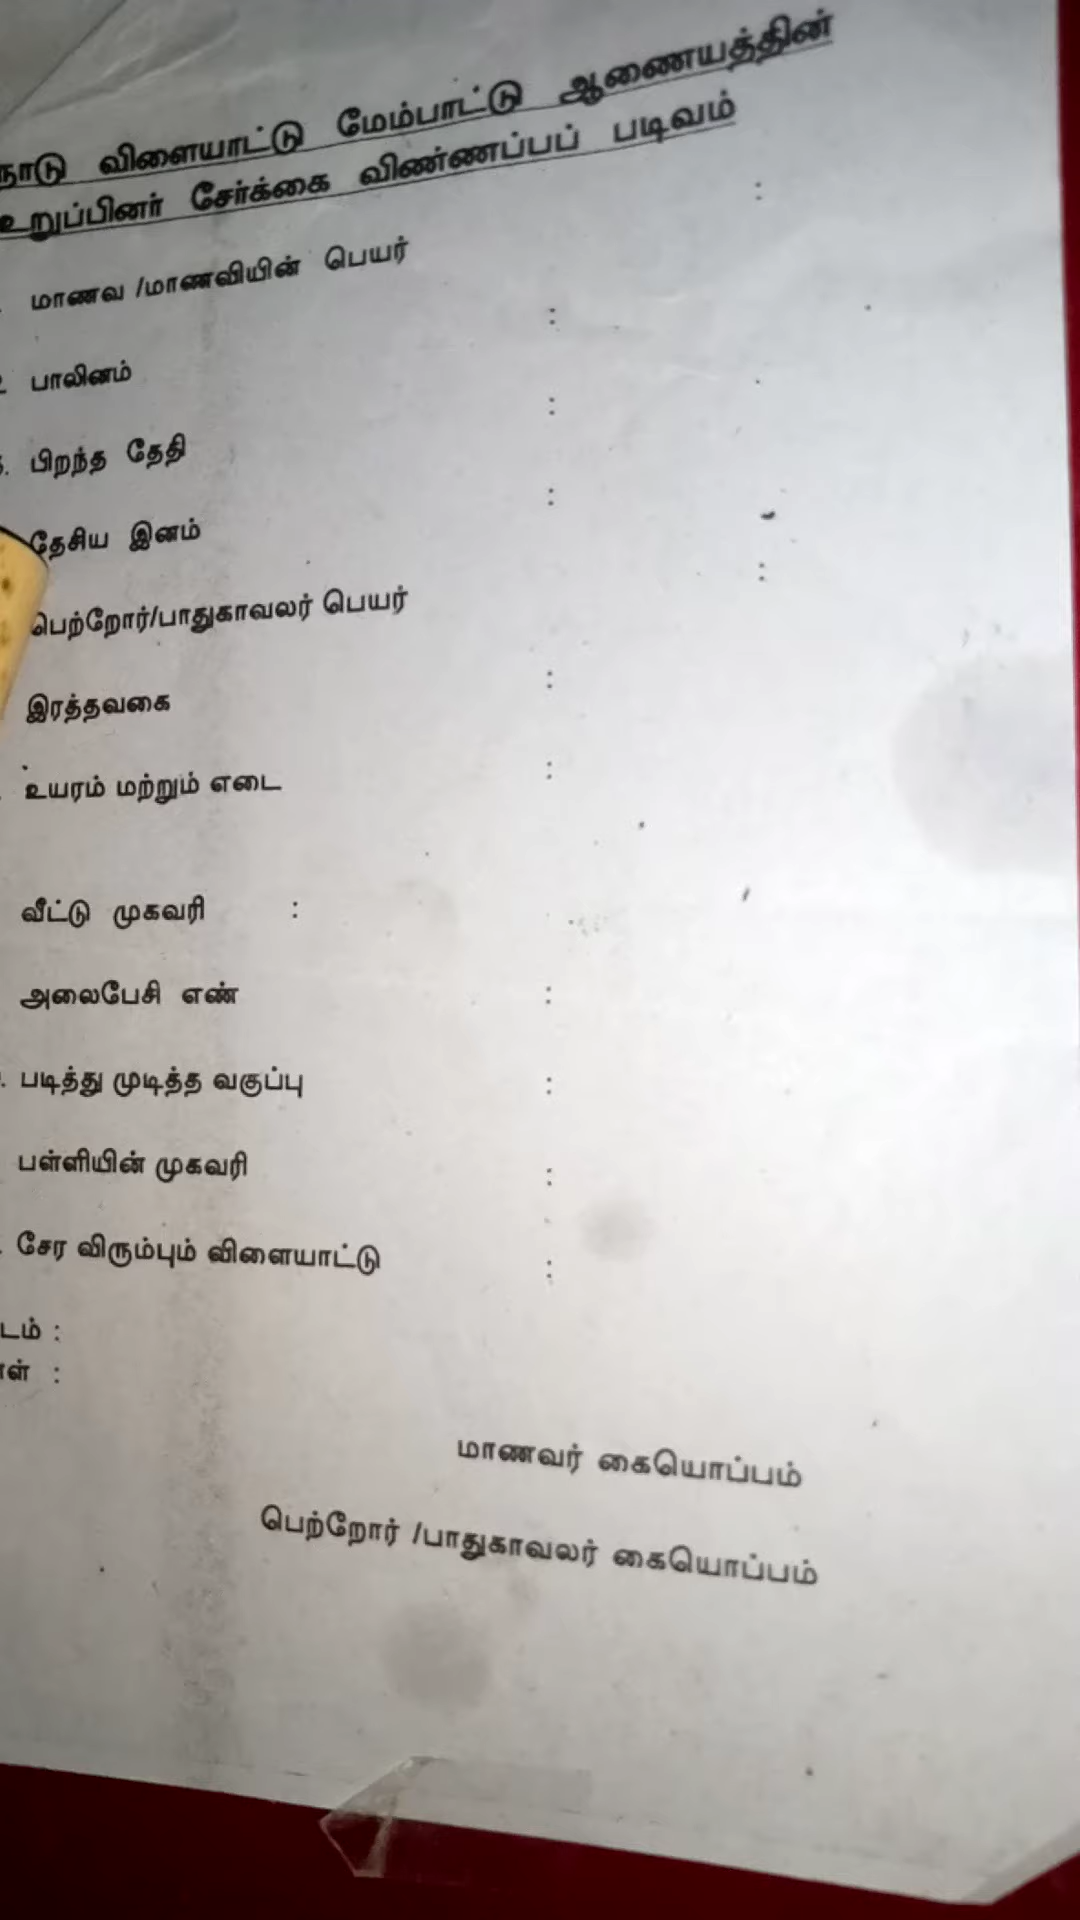 நாடு விளையாட்டு மேம்பாட்டு ஆணையத்தின்
உறுப்பினர் சேர்க்கை விண்ணப்பப் படிவம்
மாணவ /மாணவியின் பெயர் :
பாலினம் :
பிறந்த தேதி :
தேசிய இனம் :
பெற்றோர்/பாதுகாவலர் பெயர் :
இரத்தவகை :
உயரம் மற்றும் எடை :
வீட்டு முகவரி :
அலைபேசி எண் :
படித்து முடித்த வகுப்பு :
பள்ளியின் முகவரி :
சேர விரும்பும் விளையாட்டு :
டம் :
ள் :
மாணவர் கையொப்பம்
பெற்றோர் /பாதுகாவலர் கையொப்பம்